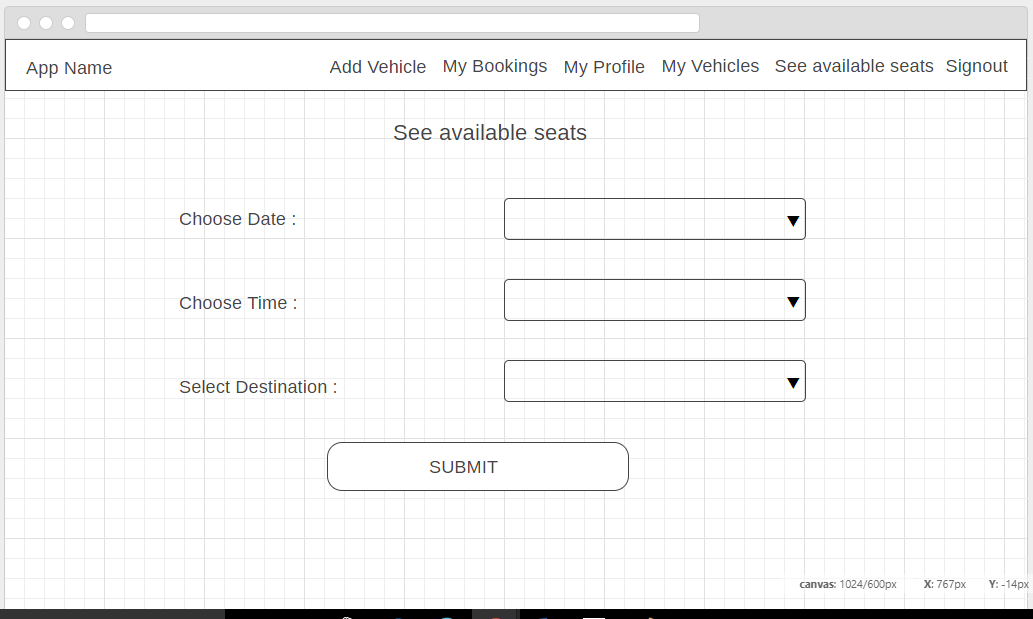 App Name Add Vehicle My Bookings My Profile My Vehicles See available seats Signout
See available seats
Choose Date :
Choose Time :
Select Destination :
SUBMIT
canvas: 1024/600px X: 767px Y: -14px